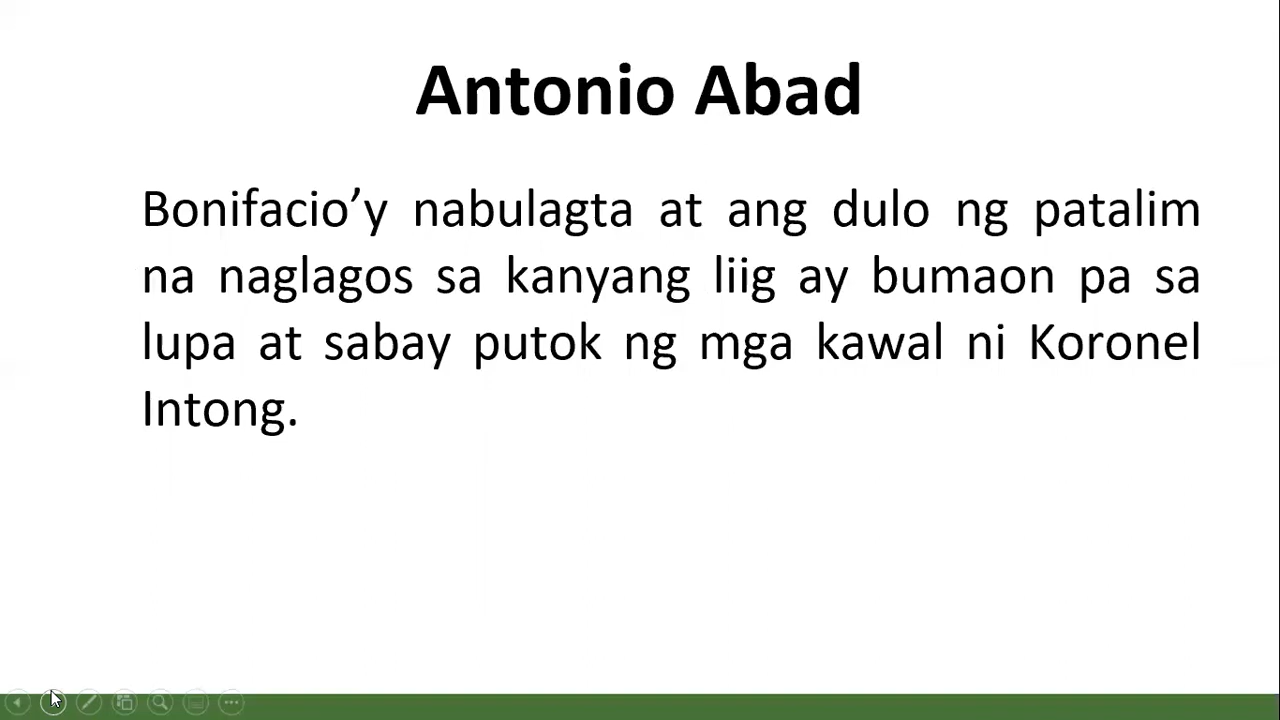 Antonio Abad
Bonifacio’y nabulagta at ang dulo ng patalim
na naglagos sa kanyang liig ay bumaon pa sa
lupa at sabay putok ng mga kawal ni Koronel
Intong.